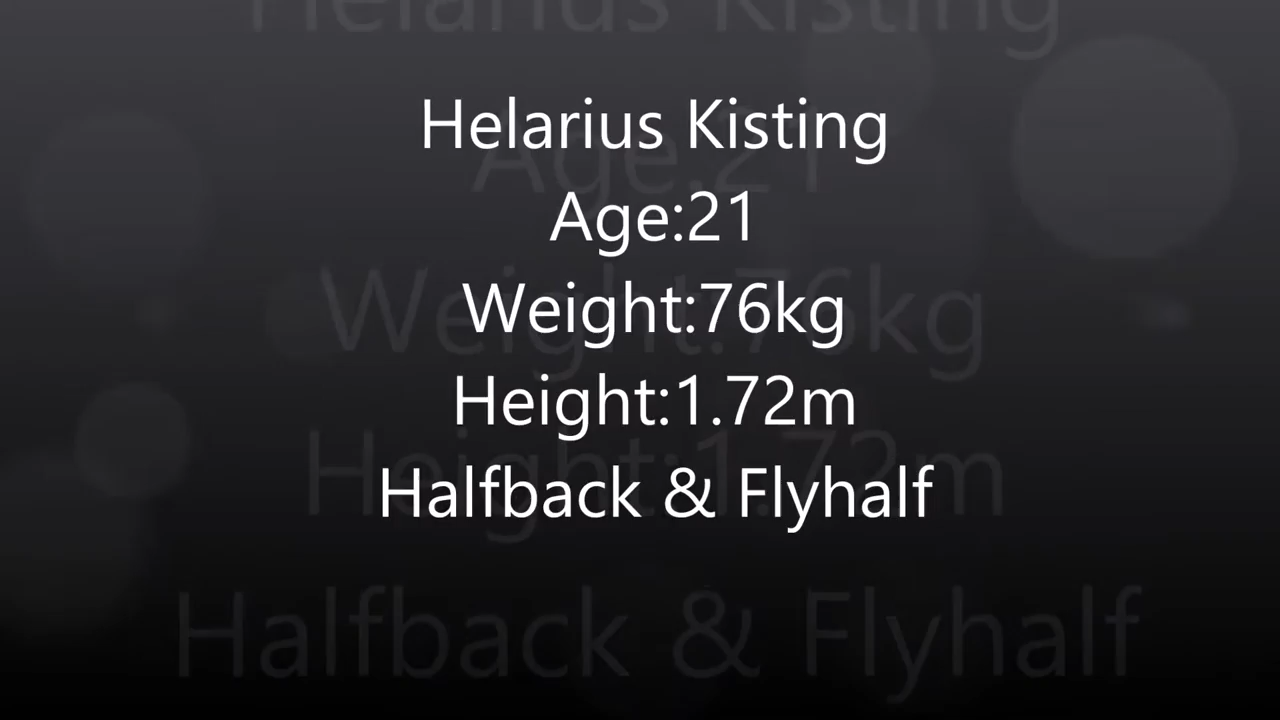 Helarius Kisting
Age:21
Weight:76kg
Height:1.72m
Halfback & Flyhalf